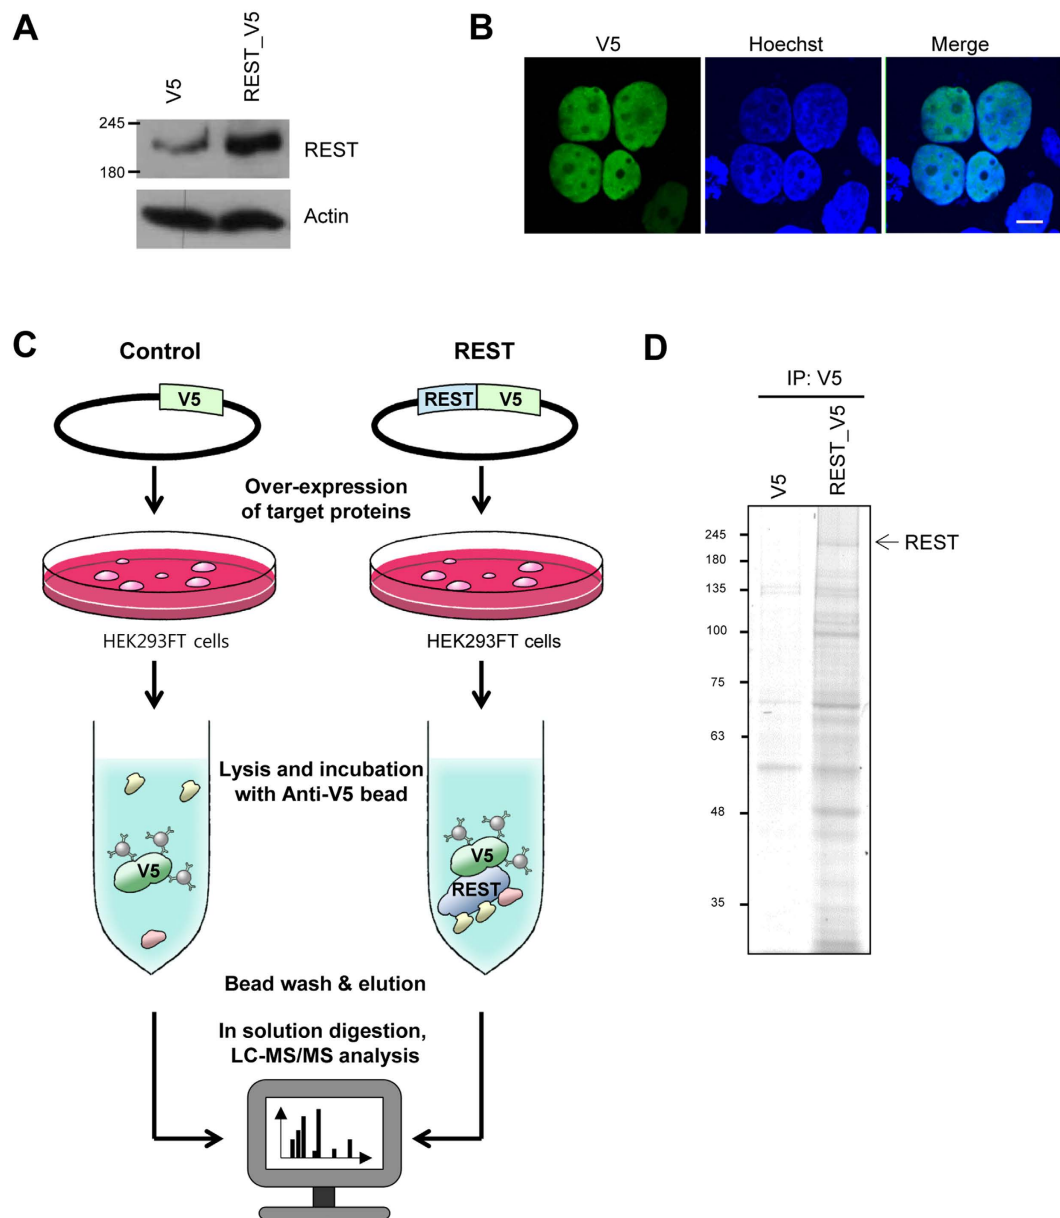 A
V5
REST_V5
245
180
REST
Actin
B
V5
Hoechst
Merge
C
Control
REST
V5
REST
V5
Over-expression
of target proteins
HEK293FT cells
HEK293FT cells
Lysis and incubation
with Anti-V5 bead
V5
V5
REST
Bead wash & elution
In solution digestion,
LC-MS/MS analysis
D
IP: V5
V5
REST_V5
245
180
135
100
75
63
48
35
REST